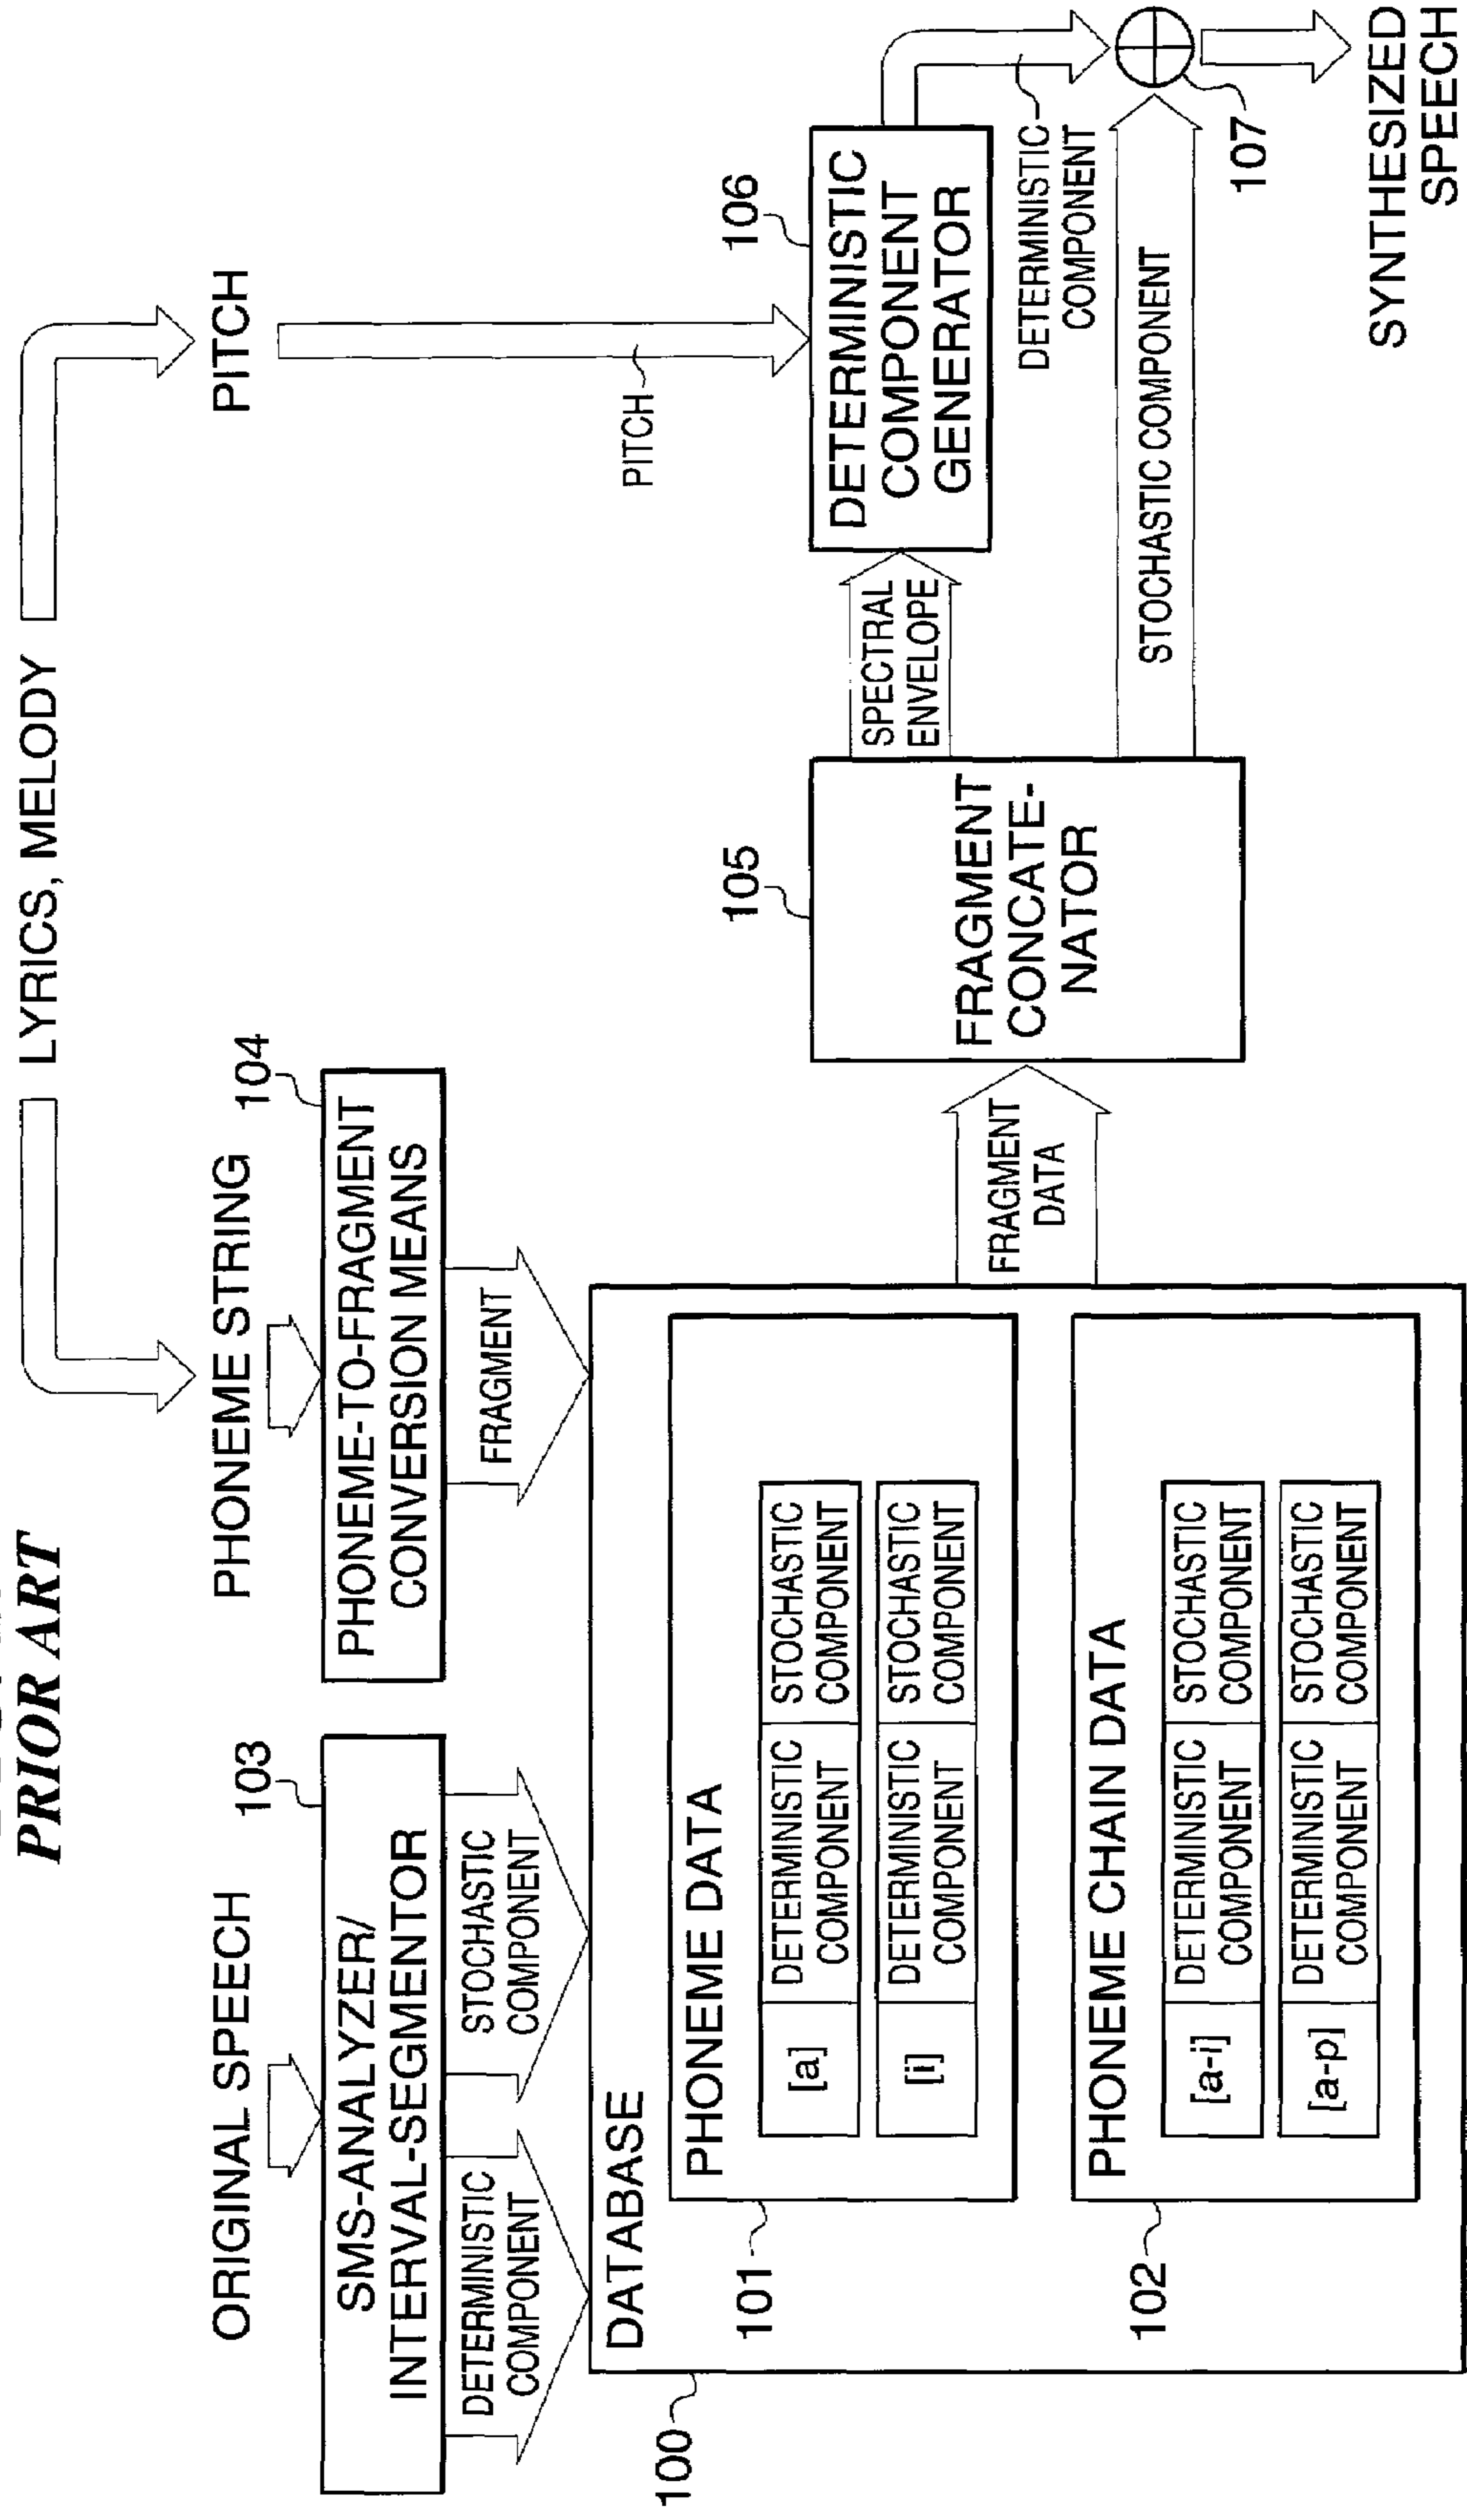 PRIOR ART
LYRICS, MELODY
ORIGINAL SPEECH
PHONEME STRING
PITCH
103
SMS-ANALYZER/
INTERVAL-SEGMENTOR
104
PHONEME-TO-FRAGMENT
CONVERSION MEANS
DETERMINISTIC
COMPONENT
STOCHASTIC
COMPONENT
FRAGMENT
PITCH
100
DATABASE
101
PHONEME DATA
[a]
DETERMINISTIC
COMPONENT
STOCHASTIC
COMPONENT
[i]
DETERMINISTIC
COMPONENT
STOCHASTIC
COMPONENT
102
PHONEME CHAIN DATA
[a-i]
DETERMINISTIC
COMPONENT
STOCHASTIC
COMPONENT
[a-p]
DETERMINISTIC
COMPONENT
STOCHASTIC
COMPONENT
FRAGMENT
DATA
105
FRAGMENT
CONCATE-
NATOR
SPECTRAL
ENVELOPE
106
DETERMINISTIC
COMPONENT
GENERATOR
DETERMINISTIC
COMPONENT
STOCHASTIC COMPONENT
107
SYNTHESIZED
SPEECH